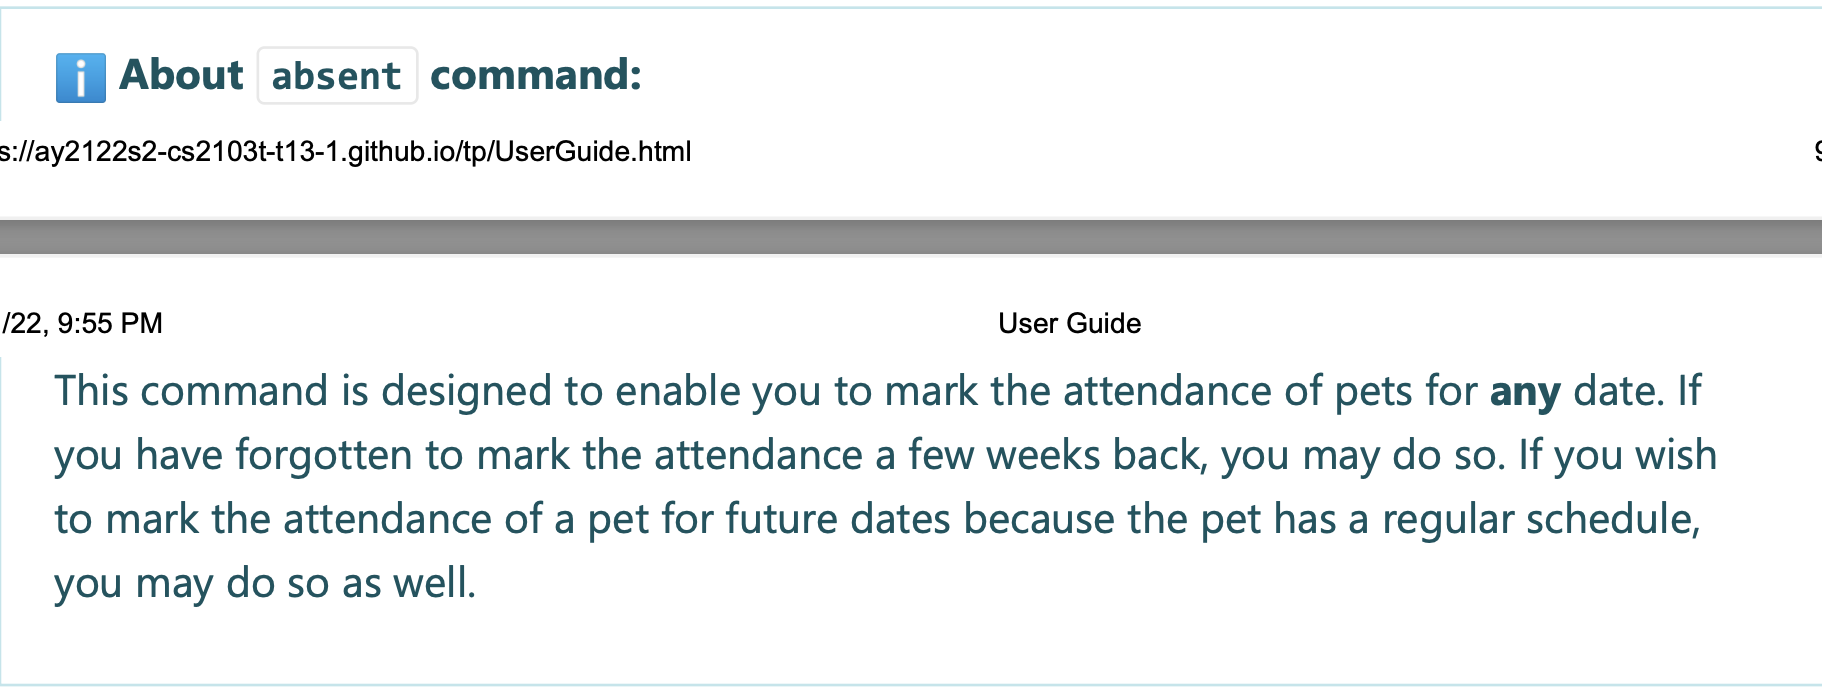 About absent command:
s://ay2122s2-cs2103t-t13-1.github.io/tp/UserGuide.html
/22, 9:55 PM User Guide
This command is designed to enable you to mark the attendance of pets for any date. If
you have forgotten to mark the attendance a few weeks back, you may do so. If you wish
to mark the attendance of a pet for future dates because the pet has a regular schedule,
you may do so as well.